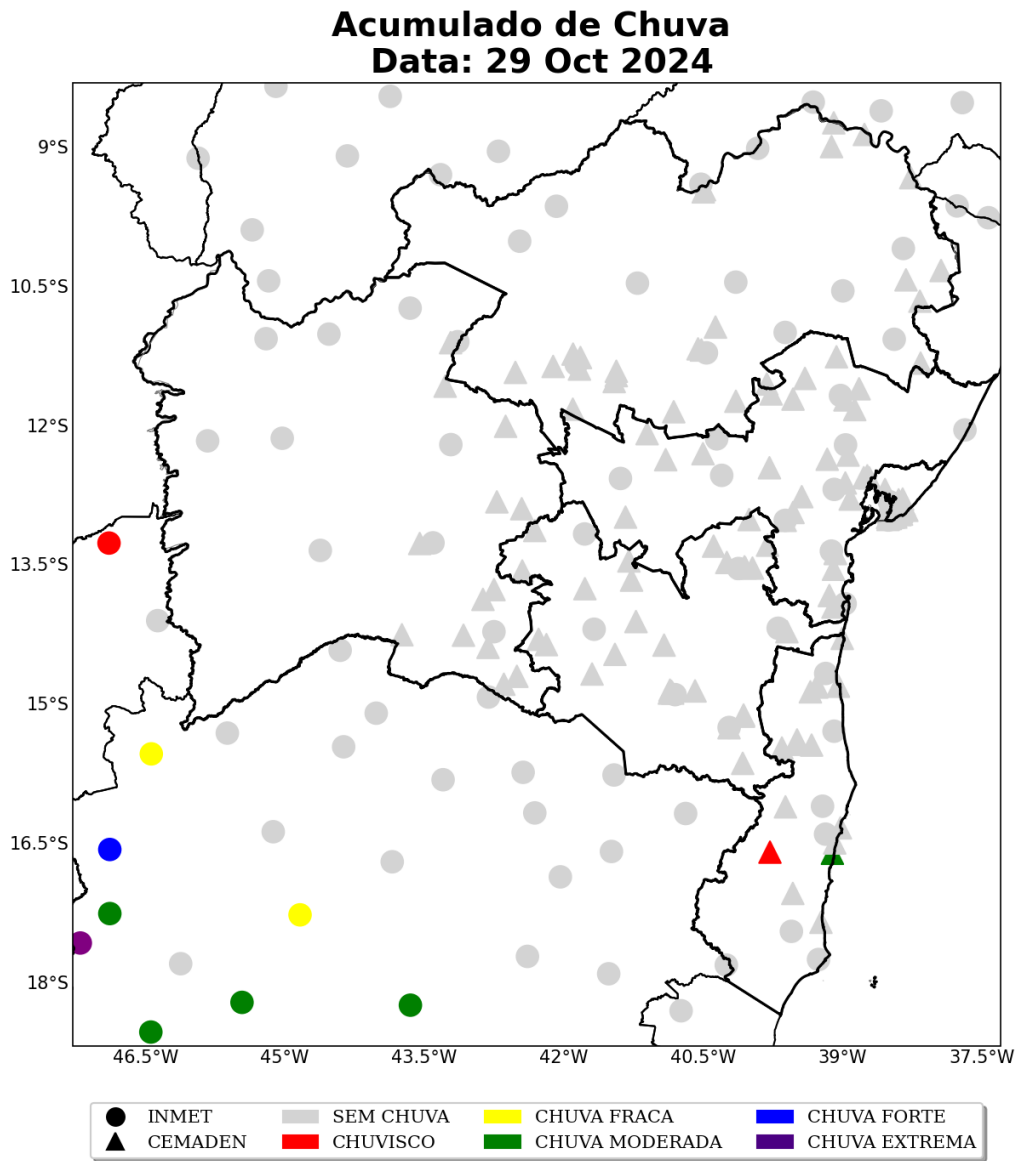 Acumulado de Chuva
Data: 29 Oct 2024
9°S
10.5°S
12°S
13.5°S
15°S
16.5°S
18°S
46.5°W 45°W 43.5°W 42°W 40.5°W 39°W 37.5°W
INMET SEM CHUVA CHUVA FRACA CHUVA FORTE
CEMADEN CHUVISCO CHUVA MODERADA CHUVA EXTREMA